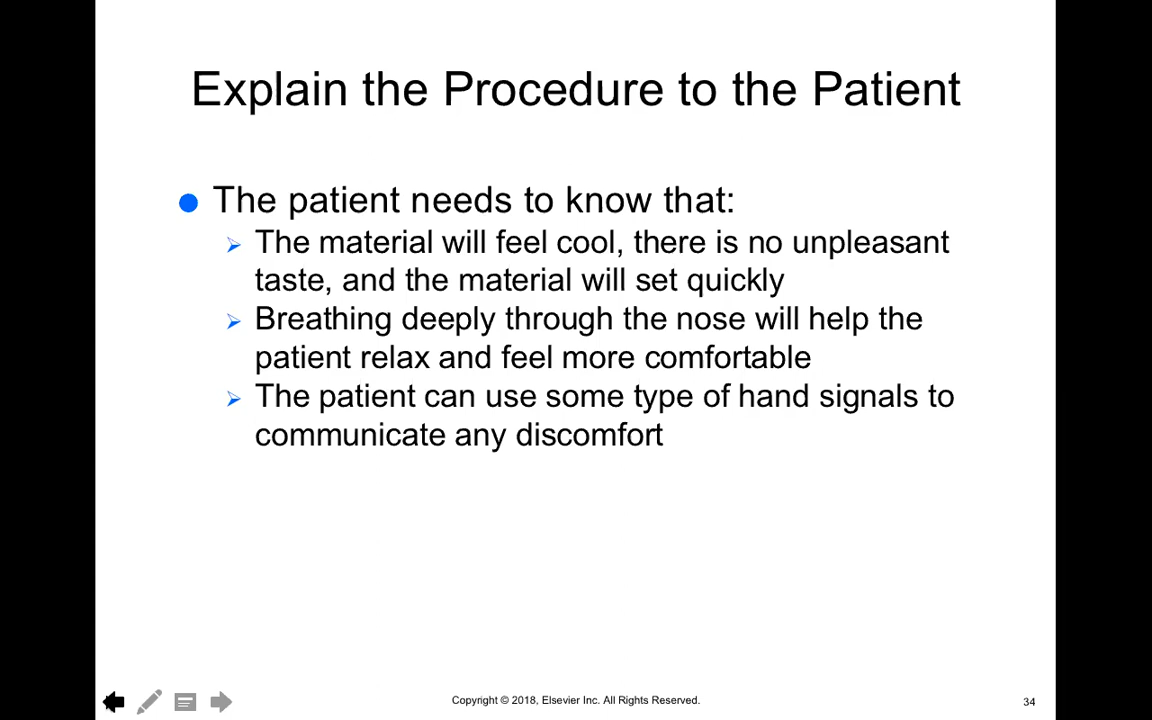 Explain the Procedure to the Patient
The patient needs to know that:
The material will feel cool, there is no unpleasant
taste, and the material will set quickly
Breathing deeply through the nose will help the
patient relax and feel more comfortable
The patient can use some type of hand signals to
communicate any discomfort
Copyright © 2018, Elsevier Inc. All Rights Reserved.
34